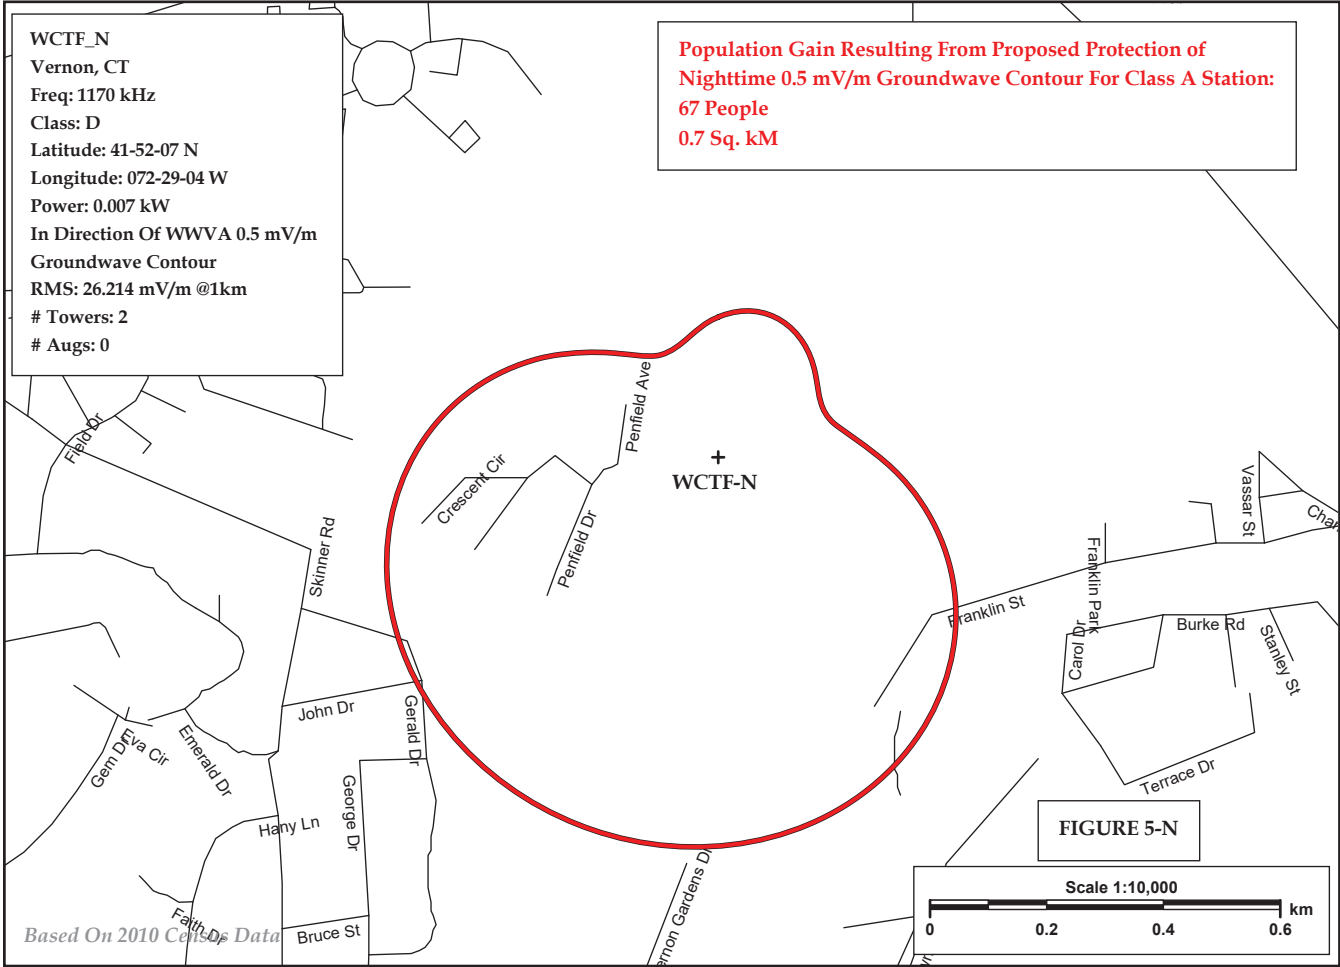 WCTF_N
Vernon, CT
Freq: 1170 kHz
Class: D
Latitude: 41-52-07 N
Longitude: 072-29-04 W
Power: 0.007 kW
In Direction Of WWVA 0.5 mV/m
Groundwave Contour
RMS: 26.214 mV/m @1km
# Towers: 2
# Augs: 0
Population Gain Resulting From Proposed Protection of
Nighttime 0.5 mV/m Groundwave Contour For Class A Station:
67 People
0.7 Sq. kM
Field Dr
Penfield Ave
Crescent Cir
WCTF-N
Penfield Dr
Skinner Rd
Vassar St
Char
Franklin Park
Franklin St
Carol Dr
Burke Rd
Stanley St
John Dr
Gerald Dr
Gem Dr
Eva Cir
Emerald Dr
George Dr
Hany Ln
Terrace Dr
FIGURE 5-N
ernon Gardens Dr
Faith Dr
Bruce St
Based On 2010 Census Data
Scale 1:10,000
km
0 0.2 0.4 0.6